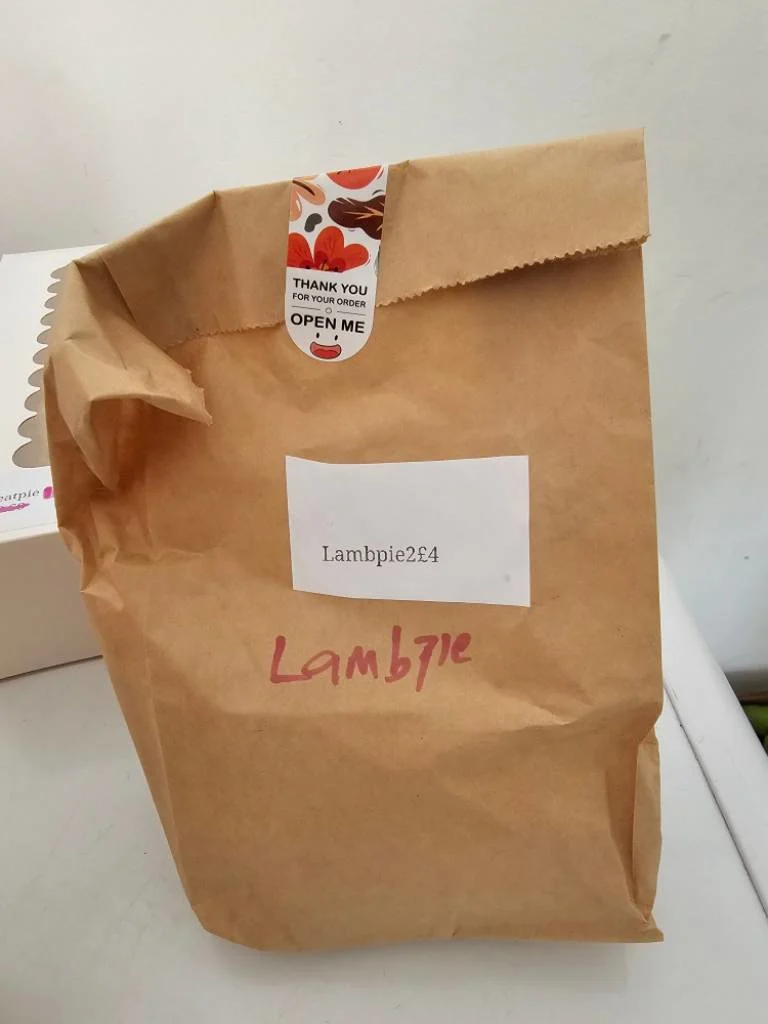 THANK YOU
FOR YOUR ORDER
OPEN ME
Lambpie2£4
Lambpie